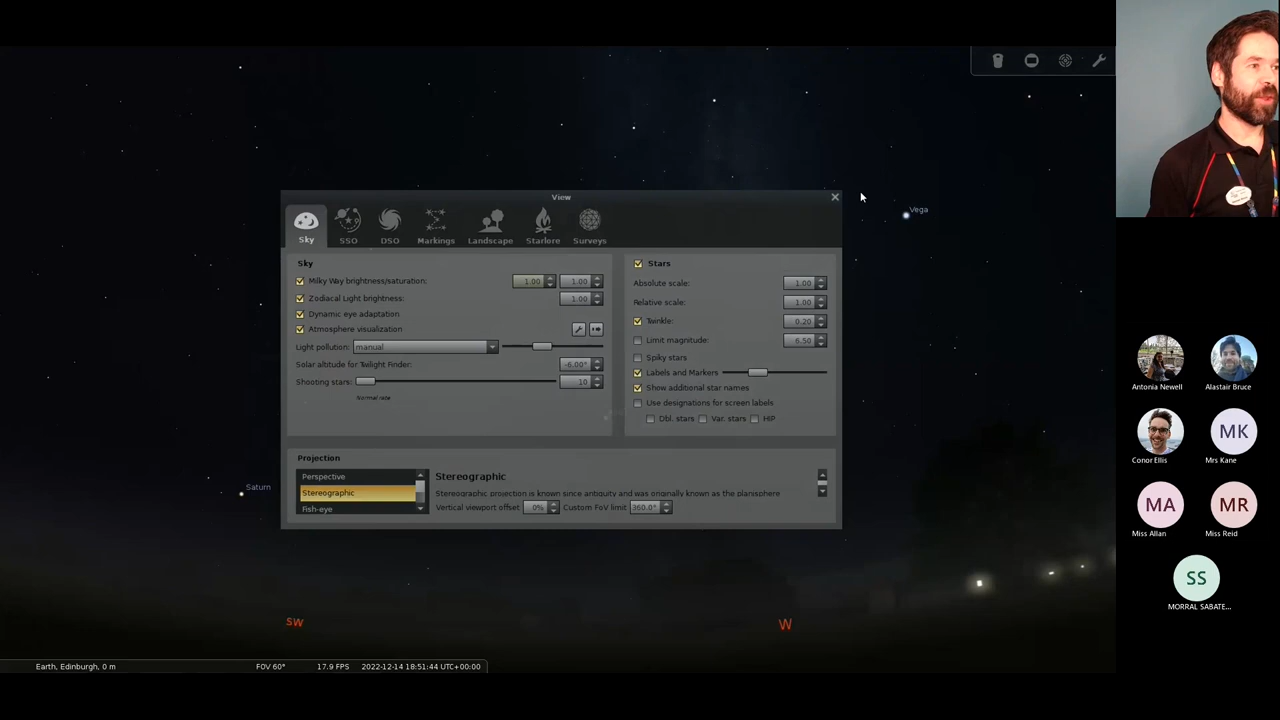 View
Vega
Sky
SSO
DSO
Markings
Landscape
Starlore
Surveys
Sky
Milky Way brightness/saturation:
1.00
1.00
Zodiacal Light brightness:
1.00
Dynamic eye adaptation
Atmosphere visualization
Light pollution:
manual
Solar altitude for Twilight Finder:
-6.00°
Shooting stars:
10
Normal rate
Stars
Absolute scale:
1.00
Relative scale:
1.00
Twinkle:
0.20
Limit magnitude:
6.50
Spiky stars
Labels and Markers
Show additional star names
Use designations for screen labels
Dbl. stars
Var. stars
HIP
Projection
Perspective
Stereographic
Fish-eye
Stereographic
Stereographic projection is known since antiquity and was originally known as the planisphere
Vertical viewport offset
0%
Custom FoV limit
360.0°
Saturn
SW
W
Earth, Edinburgh, 0 m
FOV 60°
17.9 FPS
2022-12-14 18:51:44 UTC+00:00
Antonia Newell
Alastair Bruce
Conor Ellis
MK
Mrs Kane
MA
Miss Allan
MR
Miss Reid
SS
MORRAL SABATE...